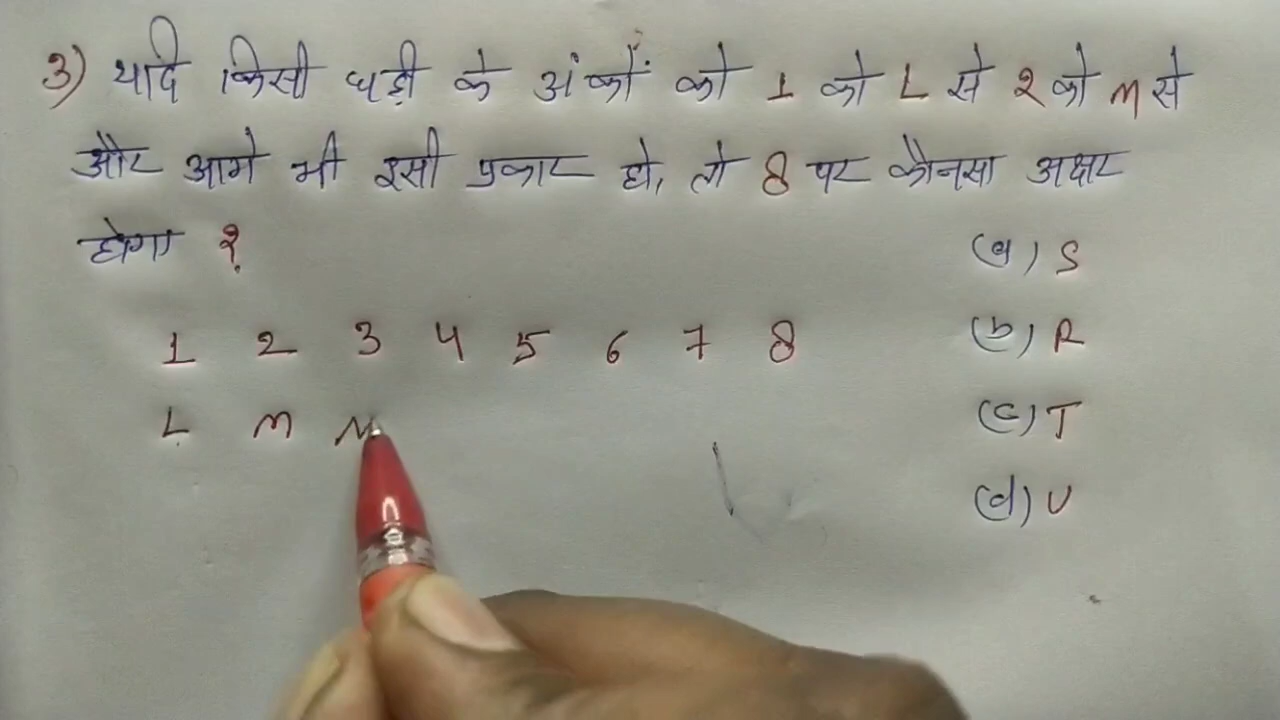 3) यदि किसी घड़ी के अंकों को 1 को L से 2 को M से
और आगे भी इसी प्रकार हो, तो 8 पर कौनसा अक्षर
होगा ?
(a) S
1 2 3 4 5 6 7 8 (b) R
L M N (c) T
(d) U